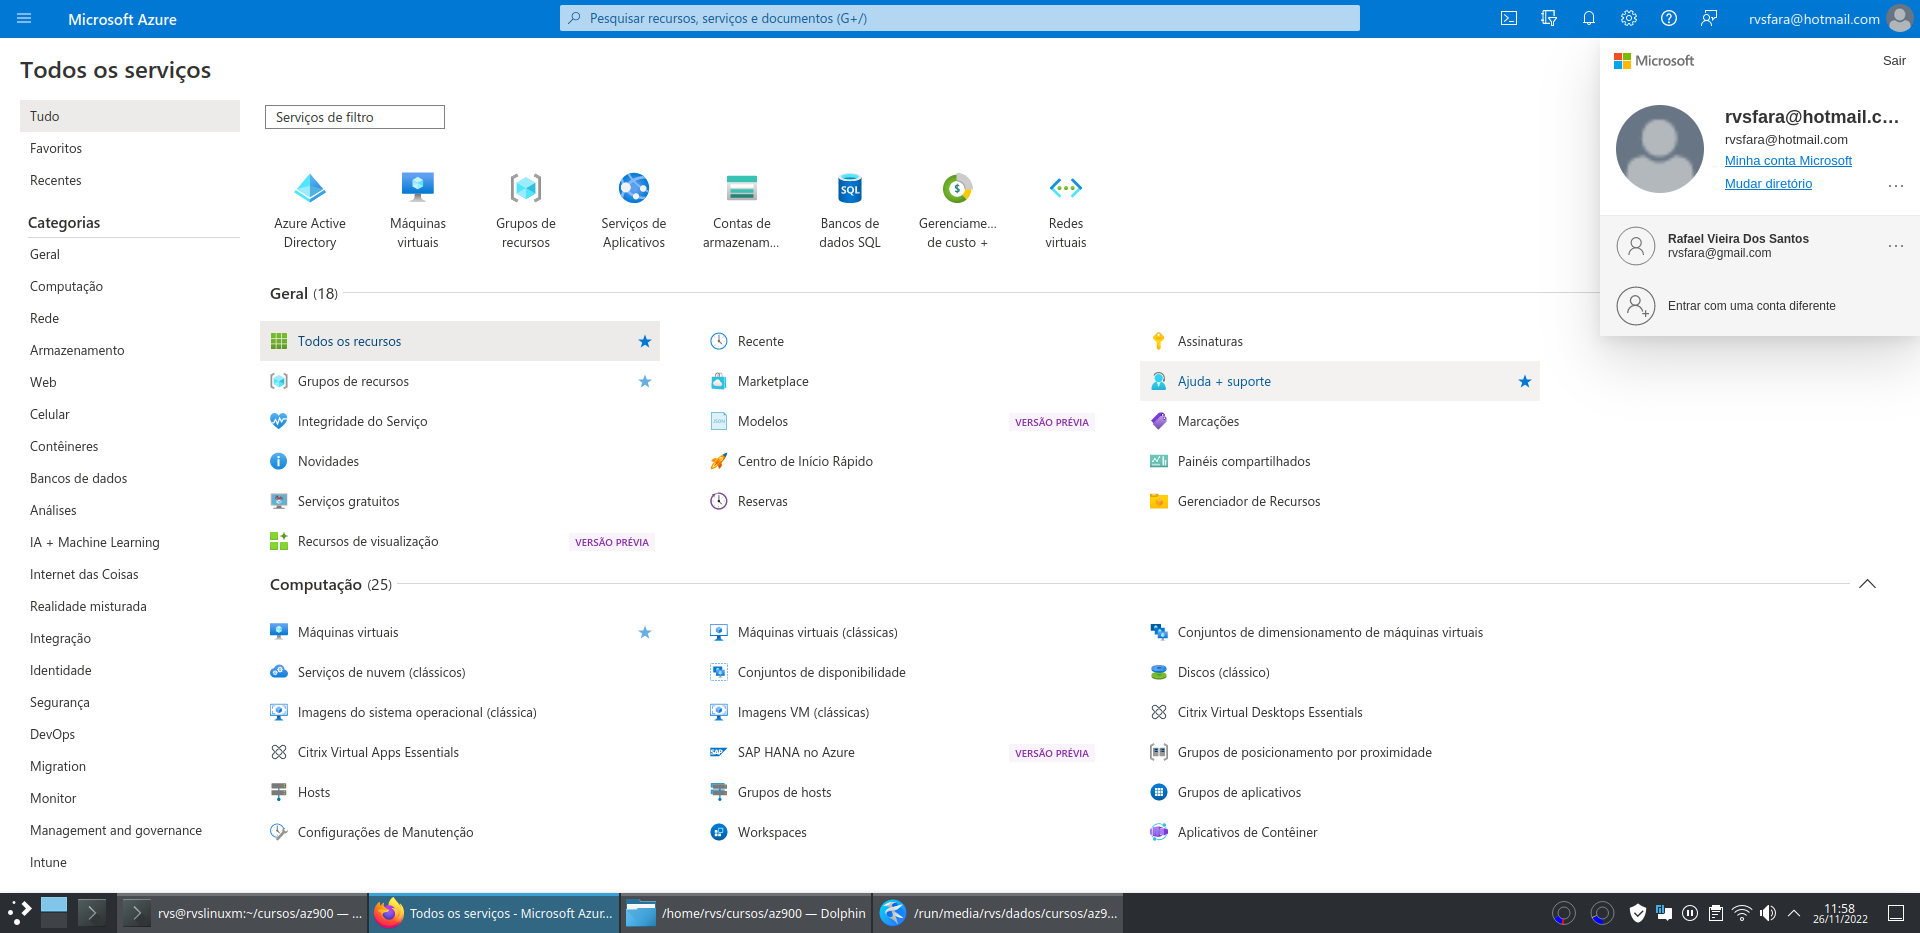 Microsoft Azure
Pesquisar recursos, serviços e documentos (G+/)
rvsfara@hotmail.com
Todos os serviços
Microsoft
Sair
rvsfara@hotmail.c...
rvsfara@hotmail.com
Minha conta Microsoft
Mudar diretório
Rafael Vieira Dos Santos
rvsfara@gmail.com
Entrar com uma conta diferente
Tudo
Favoritos
Recentes
Categorias
Geral
Computação
Rede
Armazenamento
Web
Celular
Contêineres
Bancos de dados
Análises
IA + Machine Learning
Internet das Coisas
Realidade misturada
Integração
Identidade
Segurança
DevOps
Migration
Monitor
Management and governance
Intune
Serviços de filtro
Azure Active
Directory
Máquinas
virtuais
Grupos de
recursos
Serviços de
Aplicativos
Contas de
armazenam...
SQL
Bancos de
dados SQL
$
Gerenciame...
de custo +
Redes
virtuais
Geral (18)
Todos os recursos
Recente
Assinaturas
Grupos de recursos
Marketplace
Ajuda + suporte
Integridade do Serviço
Modelos
VERSÃO PRÉVIA
Marcações
Novidades
Centro de Início Rápido
Painéis compartilhados
Serviços gratuitos
Reservas
Gerenciador de Recursos
Recursos de visualização
VERSÃO PRÉVIA
Computação (25)
Máquinas virtuais
Máquinas virtuais (clássicas)
Conjuntos de dimensionamento de máquinas virtuais
Serviços de nuvem (clássicos)
Conjuntos de disponibilidade
Discos (clássico)
Imagens do sistema operacional (clássica)
Imagens VM (clássicas)
Citrix Virtual Desktops Essentials
Citrix Virtual Apps Essentials
SAP
SAP HANA no Azure
VERSÃO PRÉVIA
Grupos de posicionamento por proximidade
Hosts
Grupos de hosts
Grupos de aplicativos
Configurações de Manutenção
Workspaces
Aplicativos de Contêiner
rvs@rvslinuxm:~/cursos/az900 — ...
Todos os serviços - Microsoft Azur...
/home/rvs/cursos/az900 — Dolphin
/run/media/rvs/dados/cursos/az9...
11:58
26/11/2022